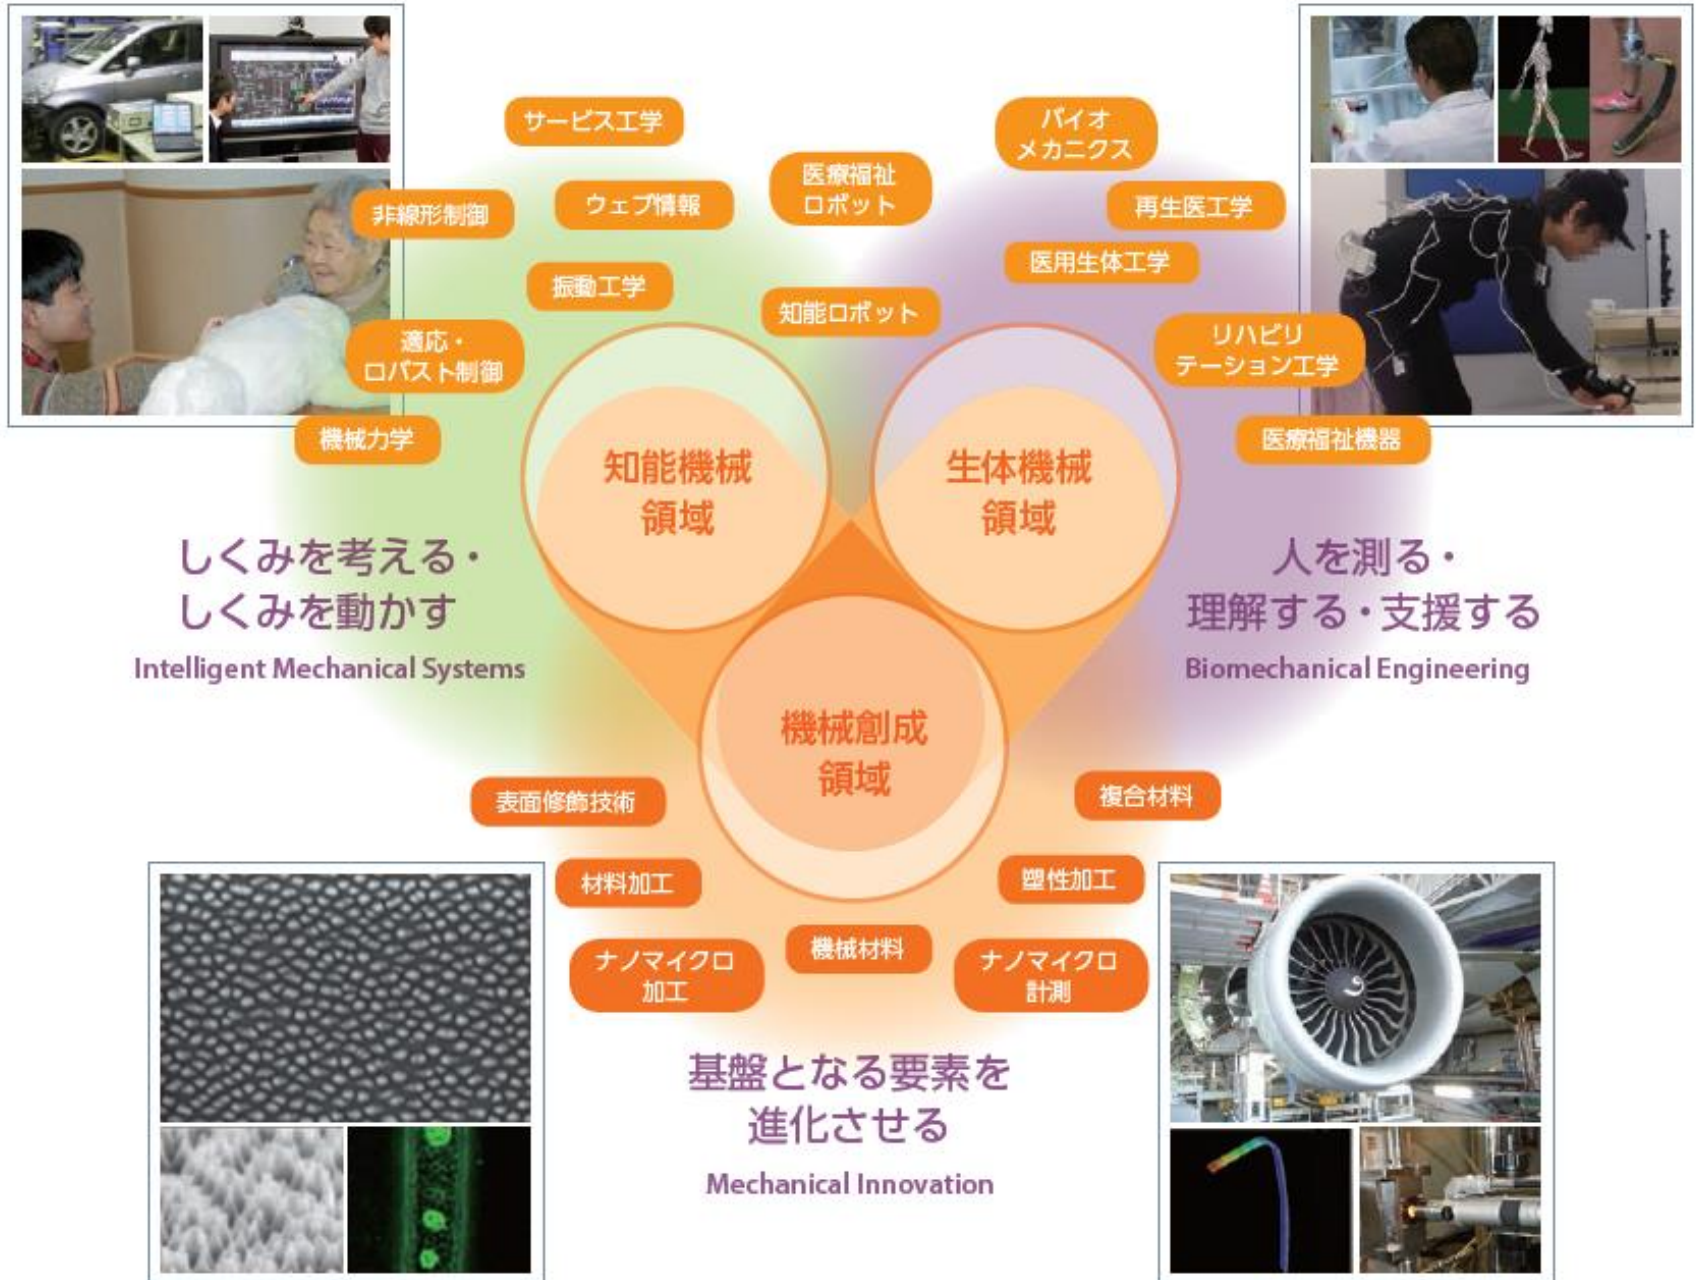 サービス工学
バイオ
メカニクス
医療福祉
ロボット
非線形制御
ウェブ情報
再生医工学
振動工学
医用生体工学
知能ロボット
適応・
ロバスト制御
リハビリ
テーション工学
機械力学
医療福祉機器
知能機械
領域
生体機械
領域
しくみを考える・
しくみを動かす
Intelligent Mechanical Systems
人を測る・
理解する・支援する
Biomechanical Engineering
機械創成
領域
表面修飾技術
複合材料
材料加工
塑性加工
機械材料
ナノマイクロ
加工
ナノマイクロ
計測
基盤となる要素を
進化させる
Mechanical Innovation